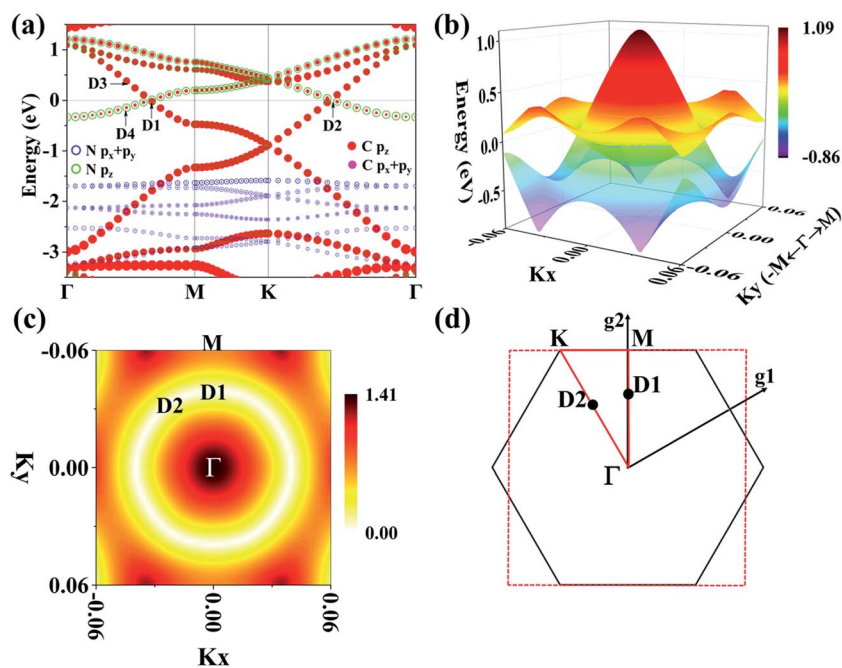 (a)
1
0
-1
-2
-3
Energy (eV)
D3
D4
D1
D2
N px+py
N pz
C pz
C px+py
Γ
M
K
Γ
(b)
1.0
0.5
0.0
-0.5
Energy (eV)
-0.06
0.00
0.06
Kx
-0.06
-0.00
-0.06
Ky (-M←Γ→M)
1.09
-0.86
(c)
M
-0.06
0.00
0.06
Ky
D2
D1
Γ
-0.06
0.00
0.06
Kx
1.41
0.00
(d)
g2
K
M
g1
D2
D1
Γ